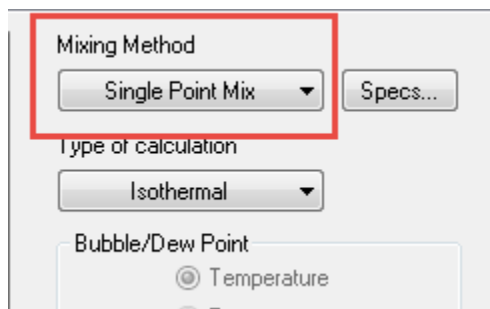 Mixing Method
Single Point Mix Specs...
Type of calculation
Isothermal
Bubble/Dew Point
Temperature